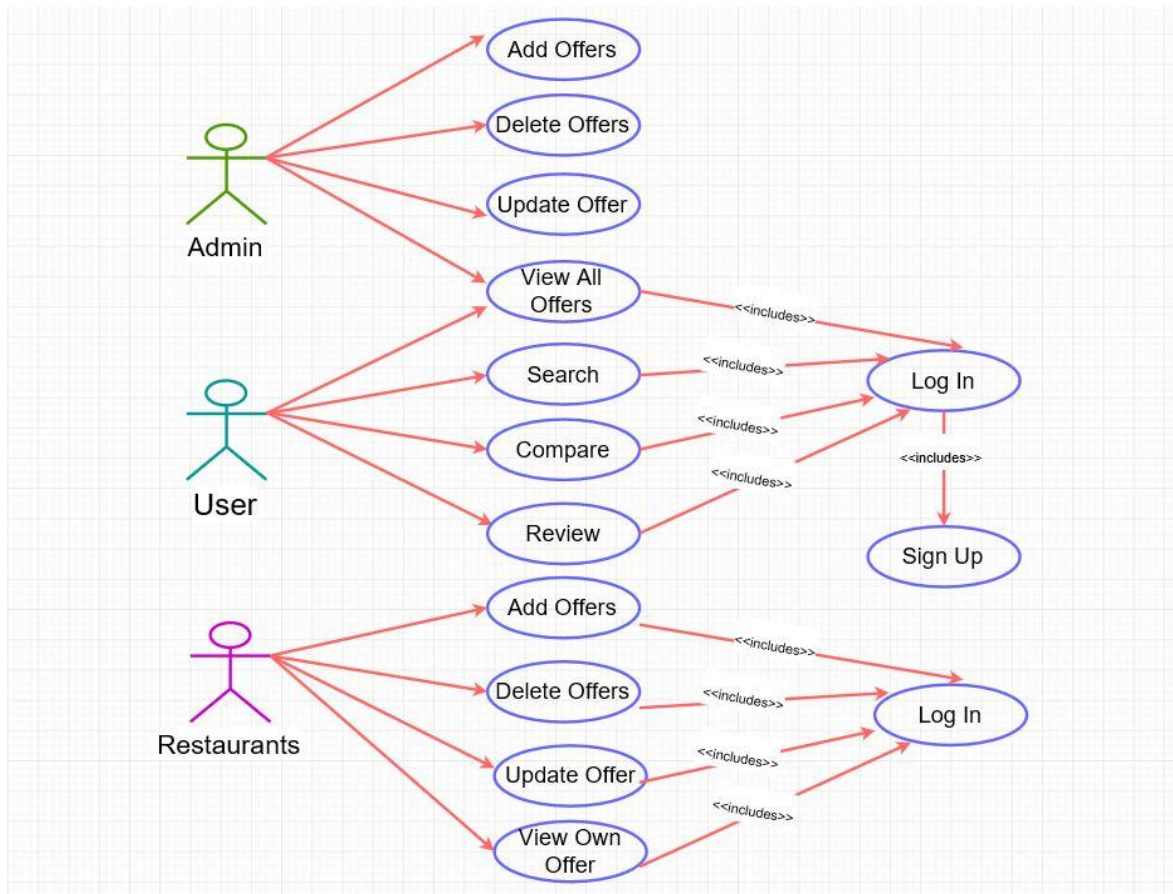 Add Offers
Delete Offers
Update Offer
Admin
View All
Offers
<<includes>>
Search
<<includes>>
Log In
Compare
<<includes>>
<<includes>>
<<includes>>
User
Review
Sign Up
Add Offers
<<includes>>
Delete Offers
<<includes>>
Log In
Restaurants
Update Offer
<<includes>>
<<includes>>
View Own
Offer